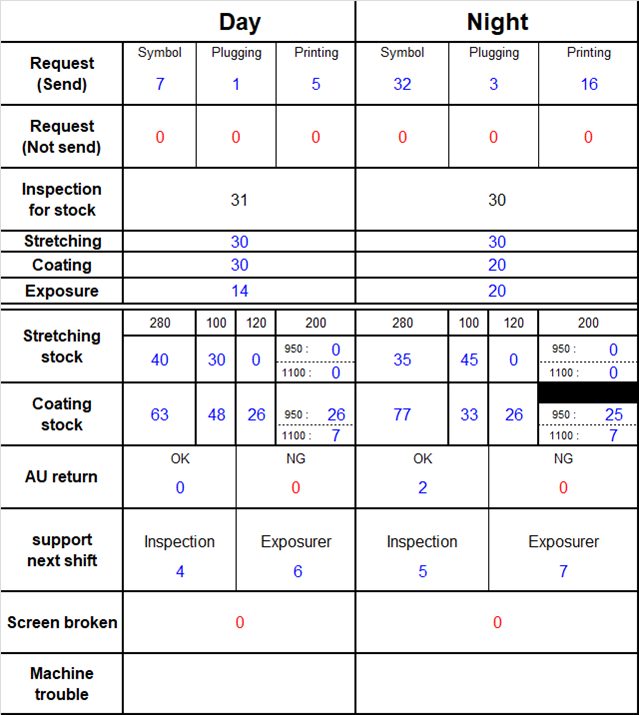 Day Night
Request
(Send)
Symbol Plugging Printing Symbol Plugging Printing
7 1 5 32 3 16
Request
(Not send)
0 0 0 0 0 0
Inspection
for stock
31 30
Stretching 30 30
Coating 30 20
Exposure 14 20
Stretching
stock
280 100 120 200 280 100 120 200
40 30 0 950 : 0 35 45 0 950 : 0
1100 : 0 1100 : 0
Coating
stock
63 48 26 950 : 26 77 33 26 950 : 25
1100 : 7 1100 : 7
AU return
OK NG OK NG
0 0 2 0
support
next shift
Inspection Exposurer Inspection Exposurer
4 6 5 7
Screen broken 0 0
Machine
trouble